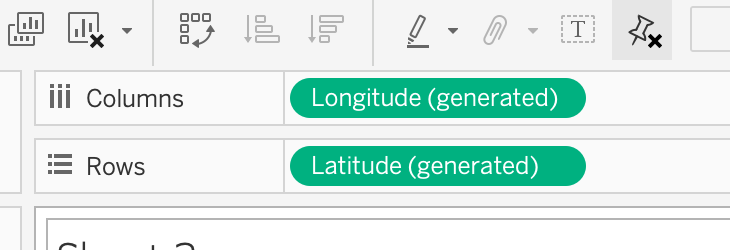 T
Columns
Longitude (generated)
Rows
Latitude (generated)